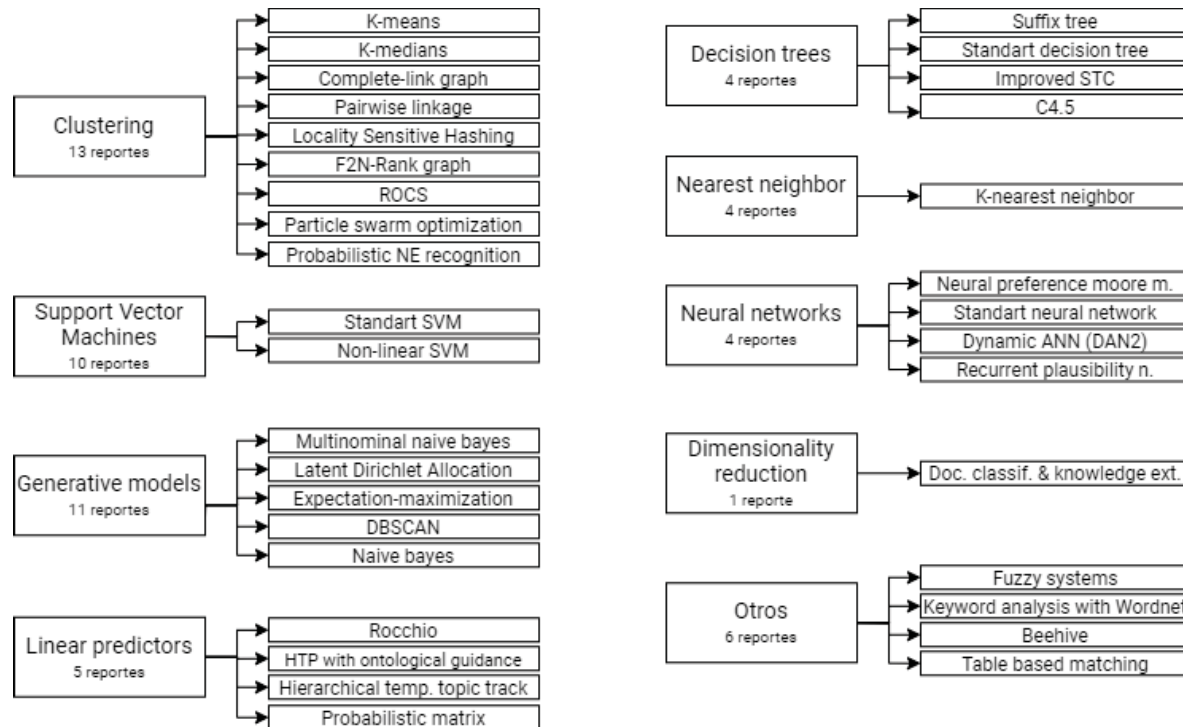 Clustering
13 reportes
K-means
K-medians
Complete-link graph
Pairwise linkage
Locality Sensitive Hashing
F2N-Rank graph
ROCS
Particle swarm optimization
Probabilistic NE recognition
Support Vector
Machines
10 reportes
Standart SVM
Non-linear SVM
Generative models
11 reportes
Multinominal naive bayes
Latent Dirichlet Allocation
Expectation-maximization
DBSCAN
Naive bayes
Linear predictors
5 reportes
Rocchio
HTP with ontological guidance
Hierarchical temp. topic track
Probabilistic matrix
Decision trees
4 reportes
Suffix tree
Standart decision tree
Improved STC
C4.5
Nearest neighbor
4 reportes
K-nearest neighbor
Neural networks
4 reportes
Neural preference moore m.
Standart neural network
Dynamic ANN (DAN2)
Recurrent plausibility n.
Dimensionality
reduction
1 reporte
Doc. classif. & knowledge ext.
Otros
6 reportes
Fuzzy systems
Keyword analysis with Wordnet
Beehive
Table based matching